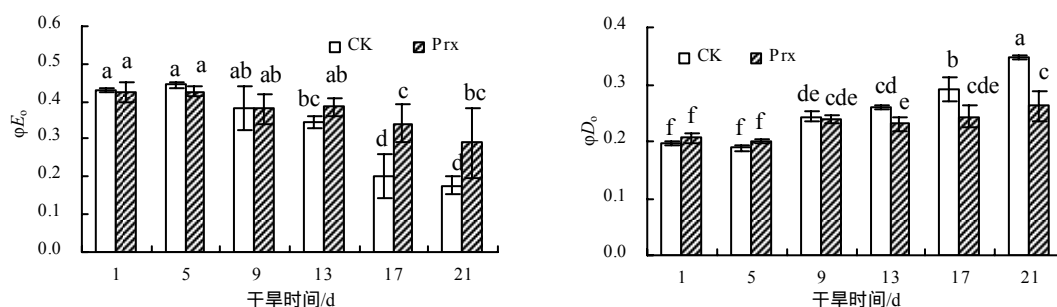 φEo
0.6
0.5
0.4
0.3
0.2
0.1
0.0
CK Prx
a a a a ab ab bc ab d c d bc
1 5 9 13 17 21
干旱时间/d
φDo
0.4
0.3
0.2
0.1
0.0
CK Prx
f f f f de cde cd e b cde a c
1 5 9 13 17 21
干旱时间/d